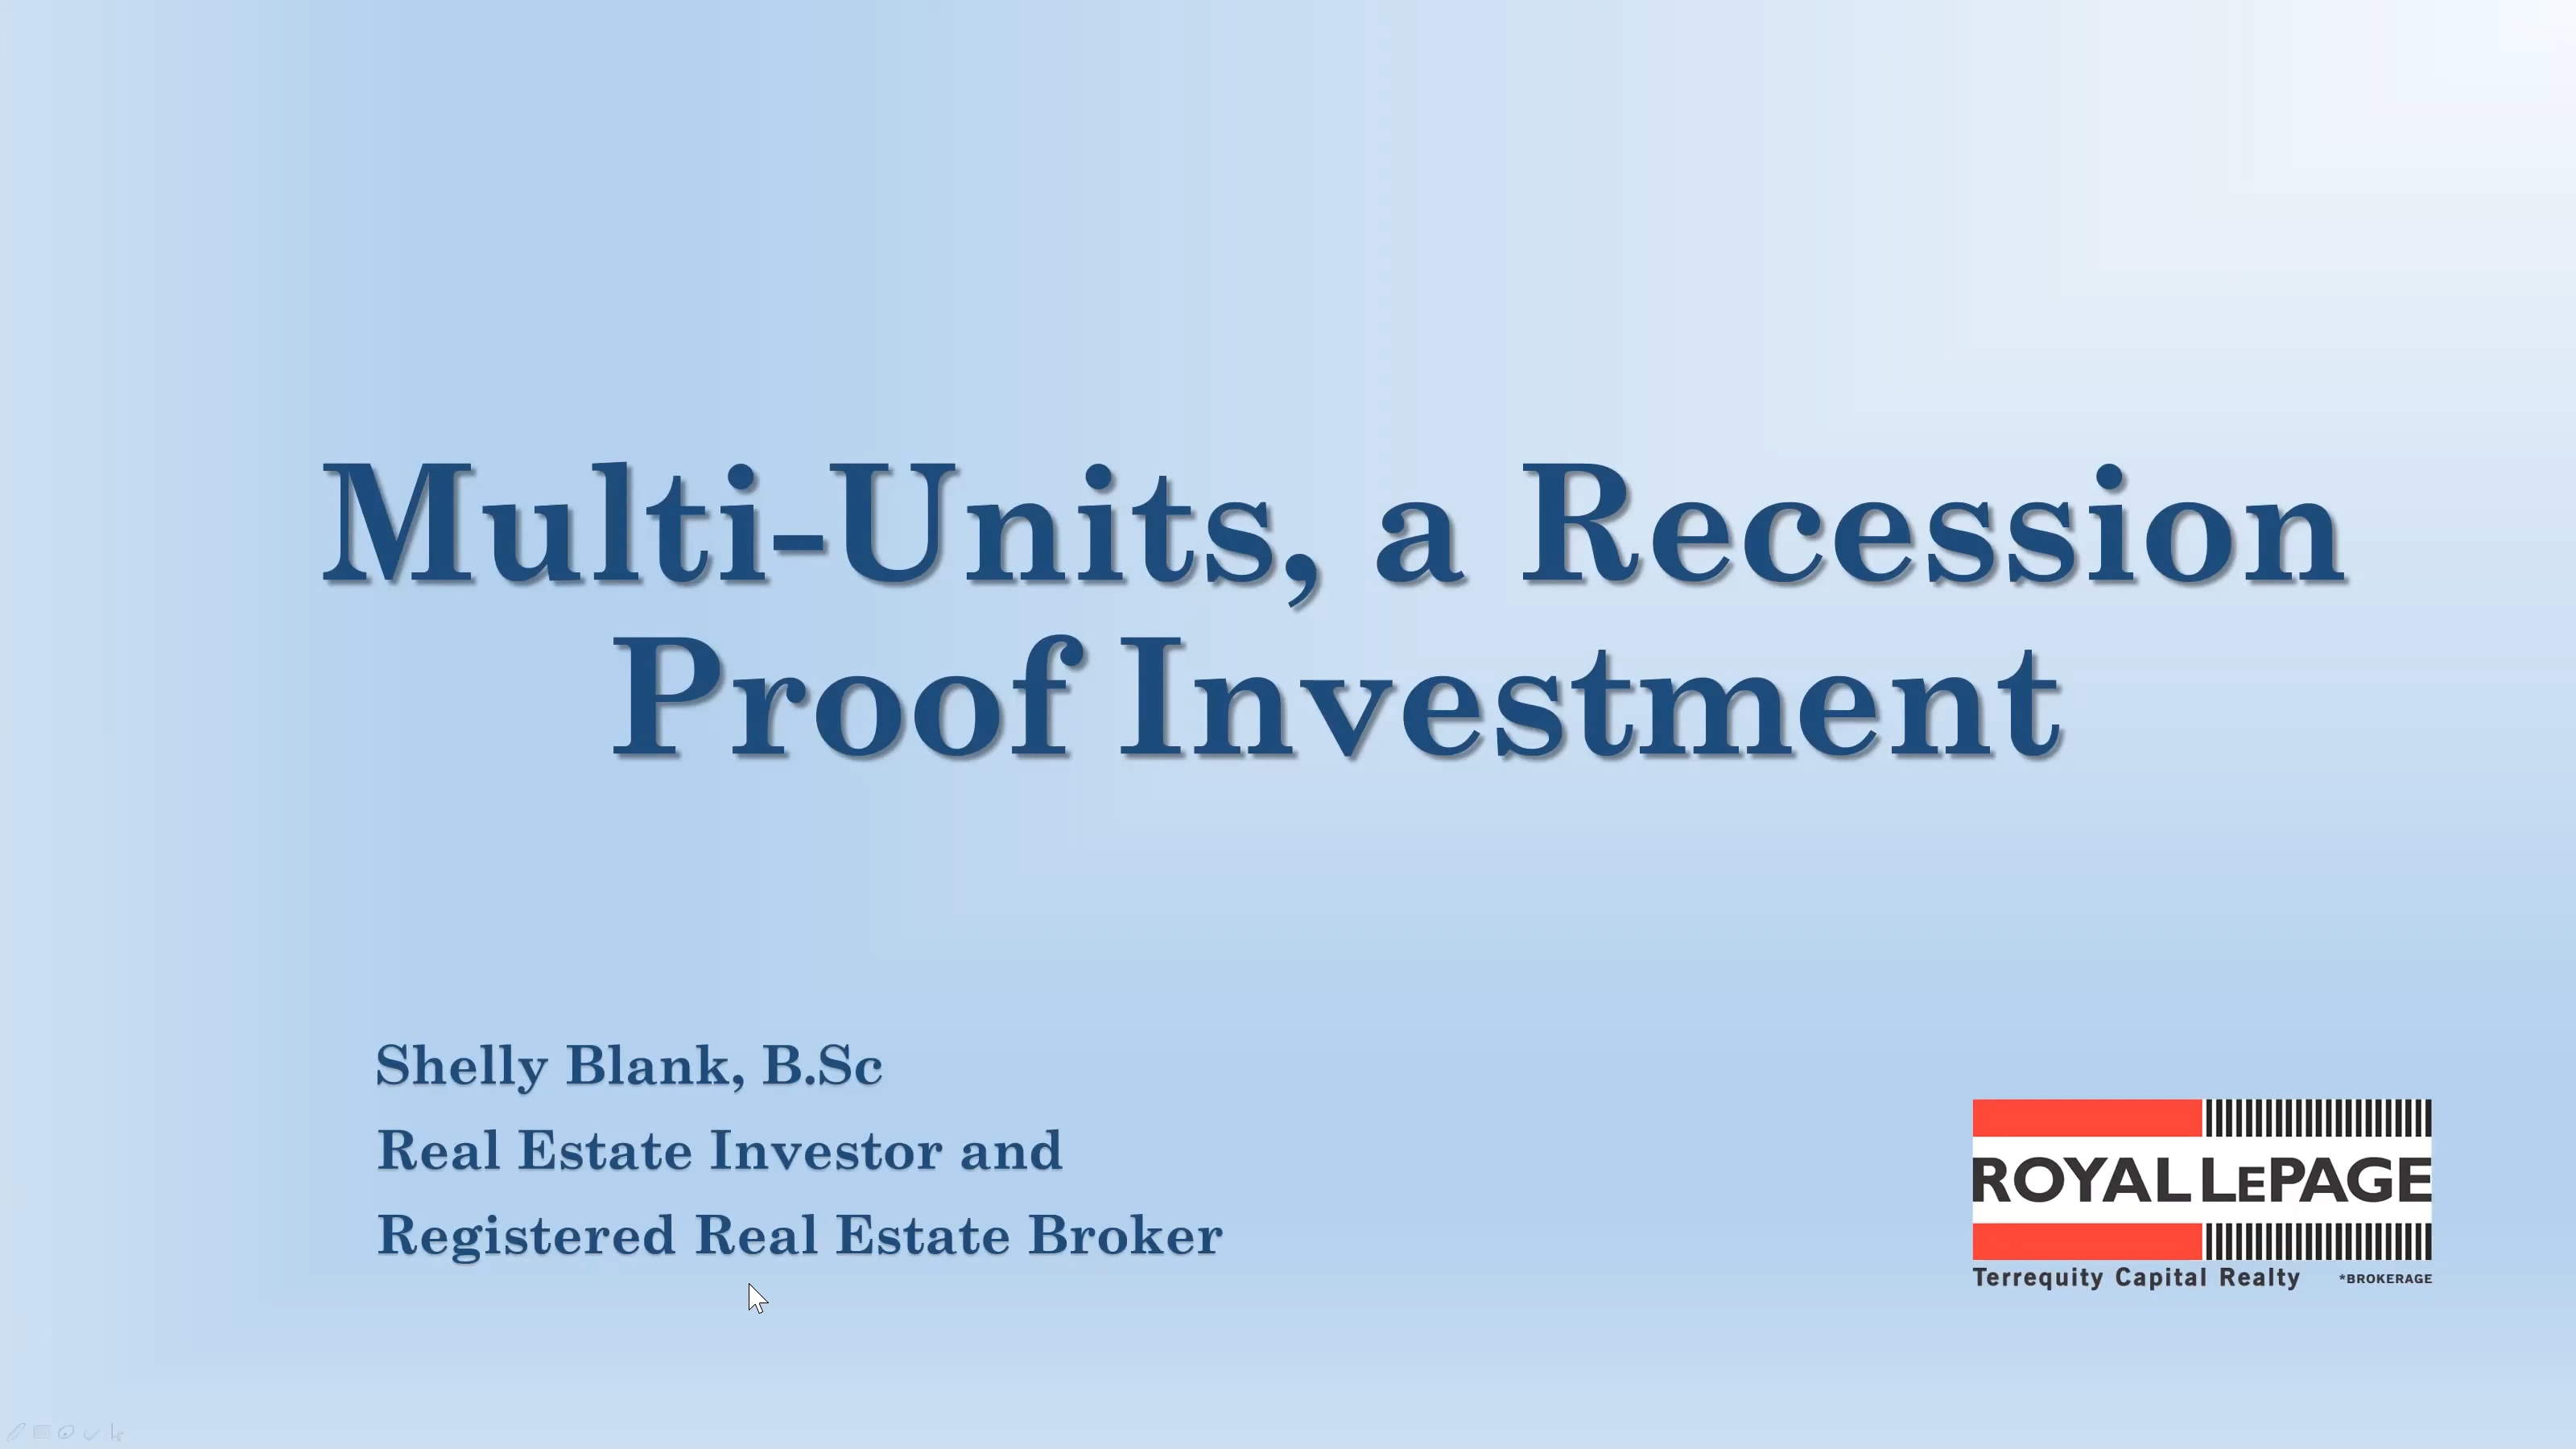 Multi-Units, a Recession
Proof Investment
Shelly Blank, B.Sc
Real Estate Investor and
Registered Real Estate Broker
ROYAL LEPAGE
Terrequity Capital Realty *BROKERAGE